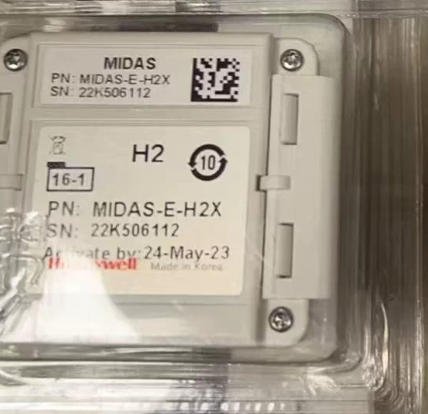 MIDAS
PN: MIDAS-E-H2X
SN: 22K506112
H2
10
16-1
PN: MIDAS-E-H2X
SN: 22K506112
Activate by: 24-May-23
Honeywell Made in Korea